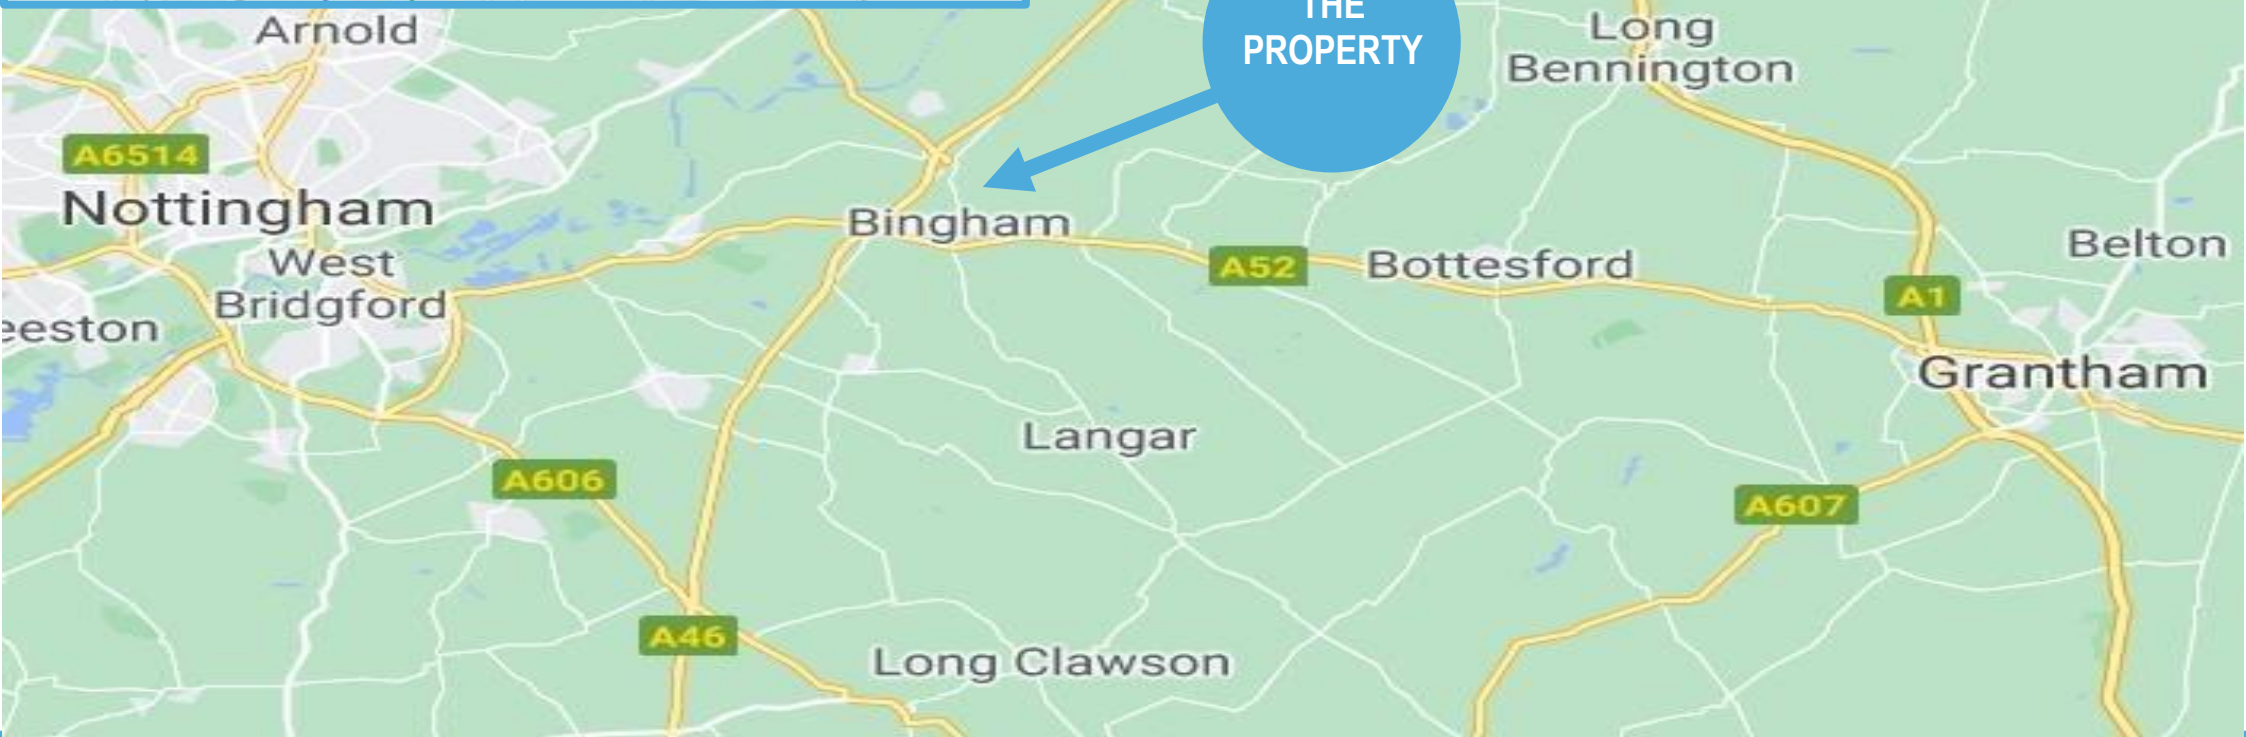 THE
PROPERTY
Arnold
Long
Bennington
A6514
Nottingham
Bingham
West
Bridgford
A52
Bottesford
Belton
A1
eeston
Grantham
Langar
A606
A607
A46
Long Clawson